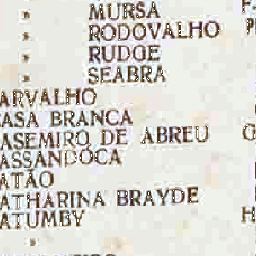 » MURSA
» RODOVALHO
» RUDGE
» SEABRA
ARVALHO
ASA BRANCA
ASEMIRO DE ABREU
ASSANDOCA
ATÃO
ATHARINA BRAYDE
ATUMBY
»